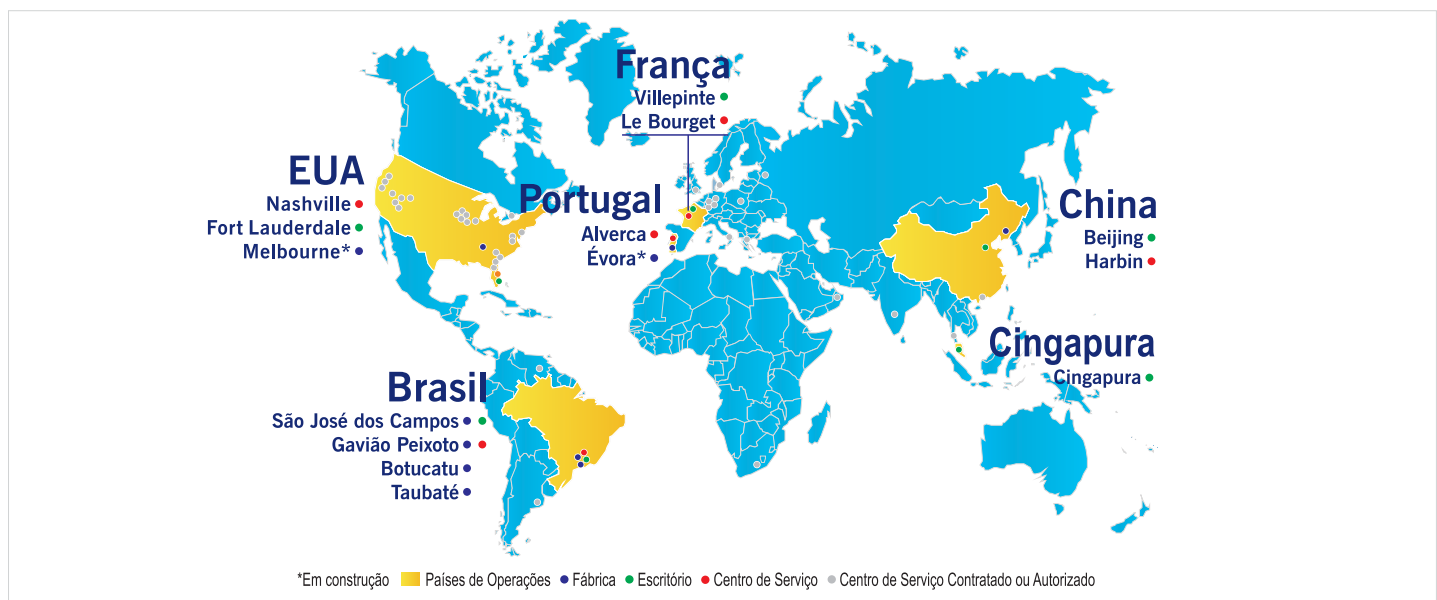 França
Villepinte
Le Bourget
EUA
Nashville
Fort Lauderdale
Melbourne*
Portugal
Alverca
Évora*
China
Beijing
Harbin
Cingapura
Cingapura
Brasil
São José dos Campos
Gavião Peixoto
Botucatu
Taubaté
*Em construção Países de Operações Fábrica Escritório Centro de Serviço Centro de Serviço Contratado ou Autorizado